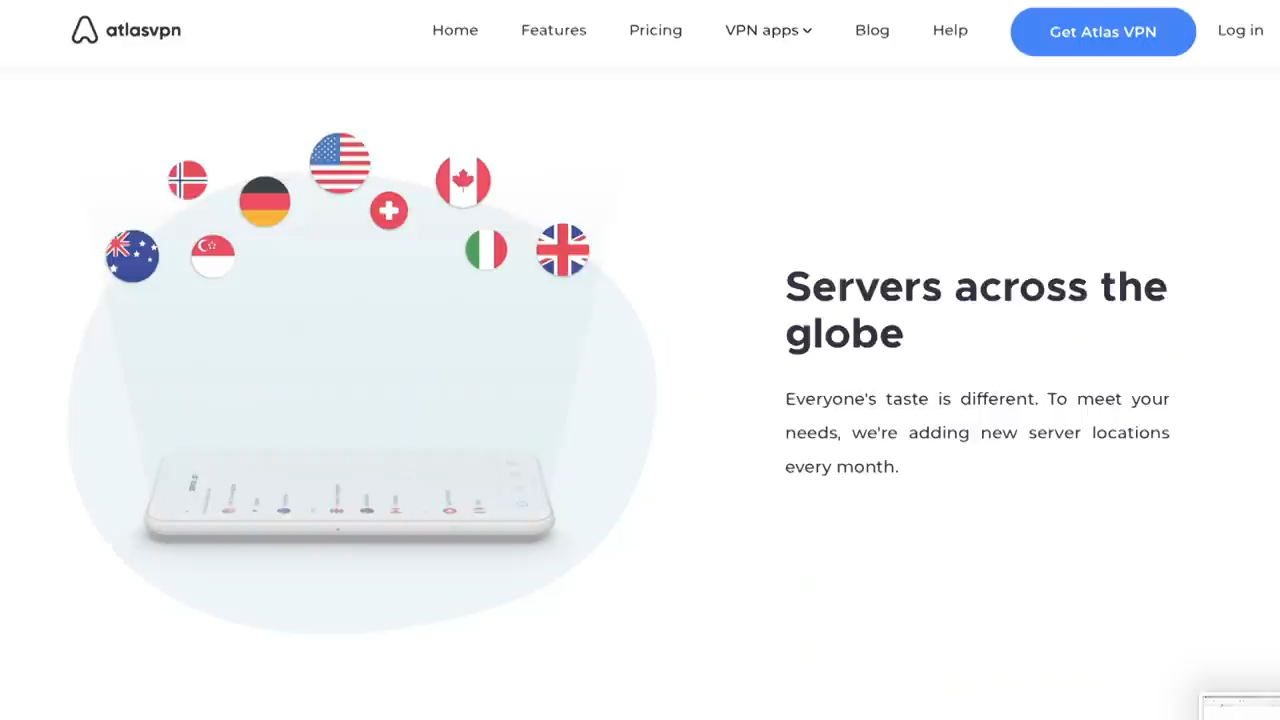 atlasvpn
Home Features Pricing VPN apps Blog Help Get Atlas VPN Log in
Servers across the
globe
Everyone's taste is different. To meet your
needs, we're adding new server locations
every month.